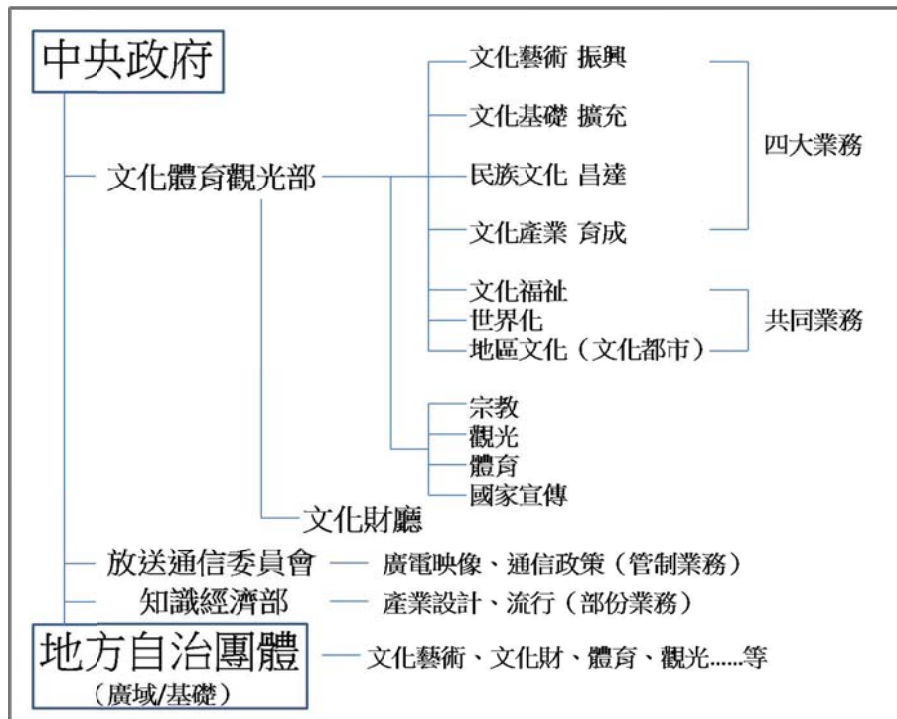 中央政府
文化藝術 振興
文化基礎 擴充
四大業務
文化體育觀光部
民族文化 昌達
文化產業 育成
文化福祉
世界化
共同業務
地區文化（文化都市）
宗教
觀光
體育
國家宣傳
文化財廳
放送通信委員會 廣電映像、通信政策（管制業務）
知識經濟部 產業設計、流行（部份業務）
地方自治團體 文化藝術、文化財、體育、觀光......等
（廣域/基礎）